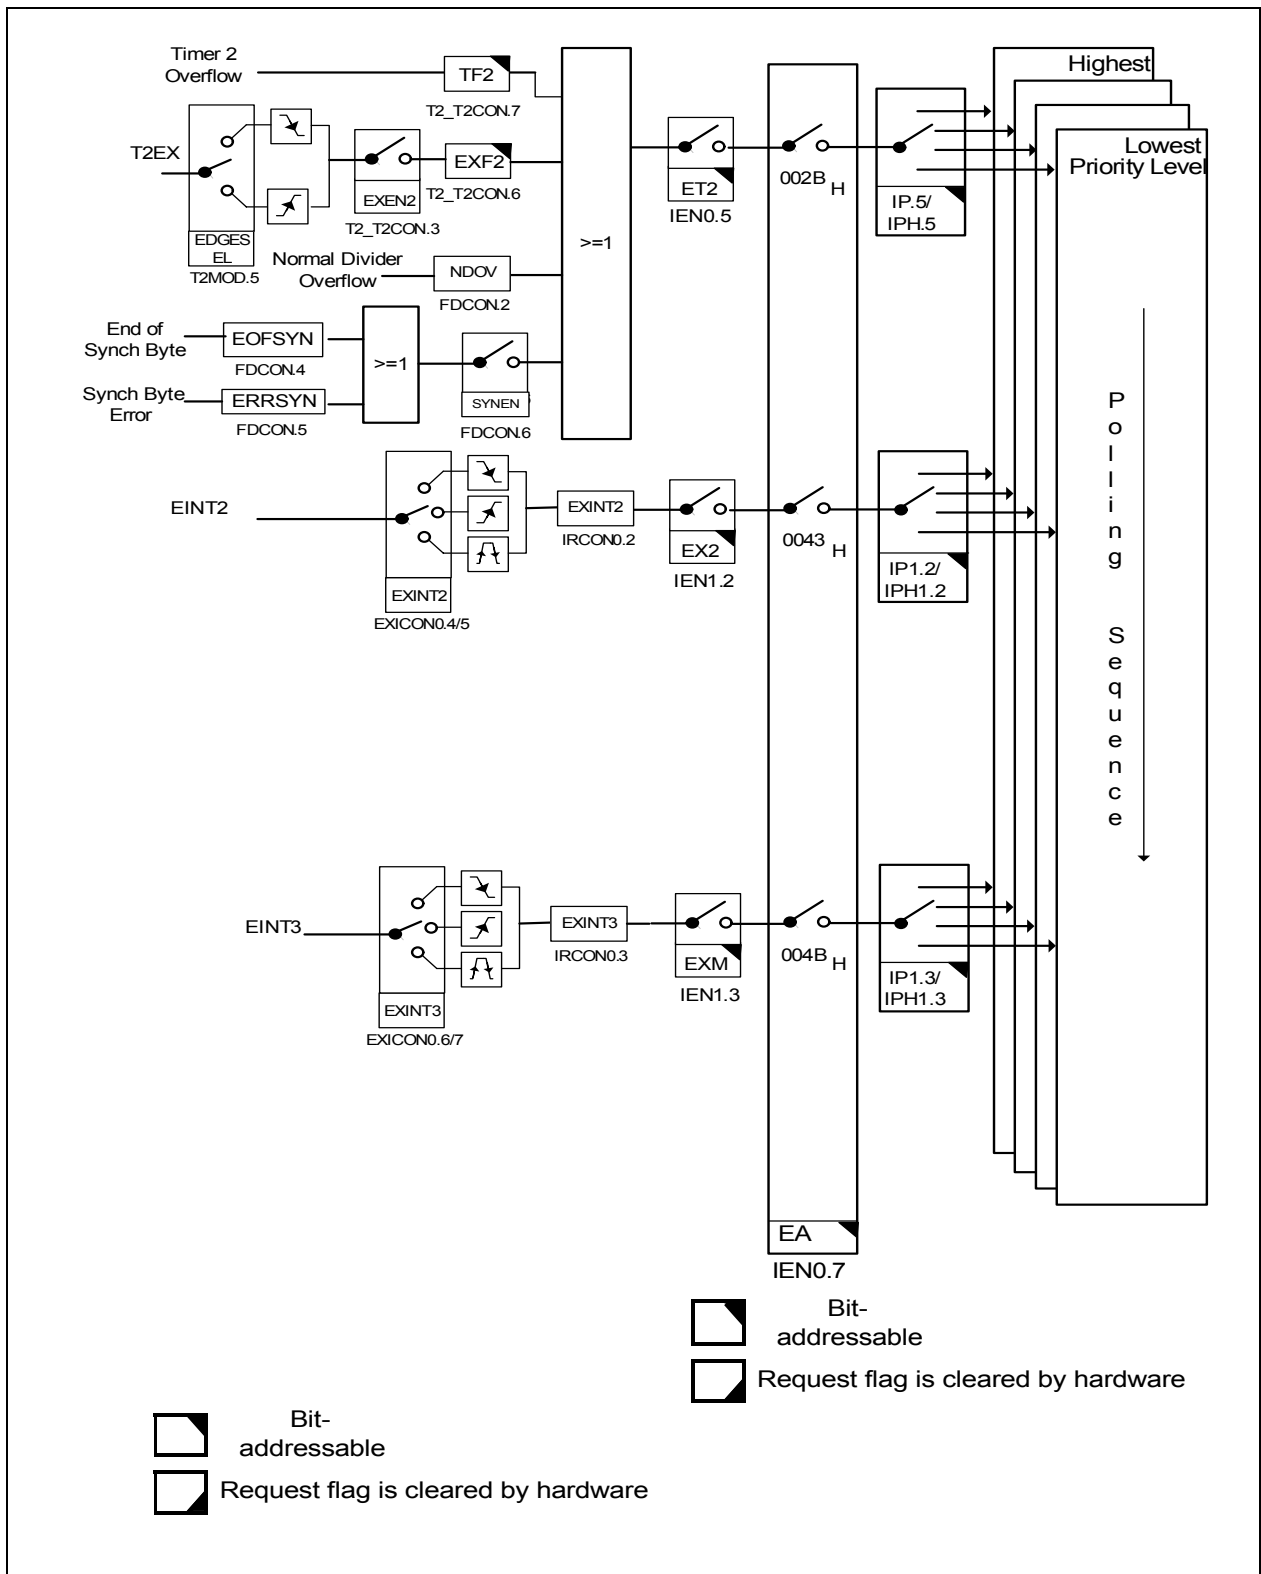 Timer 2
Overflow
TF2
T2_T2CON.7
T2EX
EDGES
EL
T2MOD.5
EXEN2
T2_T2CON.3
EXF2
T2_T2CON.6
Normal Divider
Overflow
NDOV
FDCON.2
End of
Synch Byte
EOFSYN
FDCON.4
Synch Byte
Error
ERRSYN
FDCON.5
>=1
SYNEN
FDCON.6
>=1
ET2
IEN0.5
002B H
IP.5/
IPH.5
Highest
Lowest
Priority Level
Polling
Sequence
EINT2
EXINT2
EXICON0.4/5
EXINT2
IRCON0.2
EX2
IEN1.2
0043 H
IP1.2/
IPH1.2
EINT3
EXINT3
EXICON0.6/7
EXINT3
IRCON0.3
EXM
IEN1.3
004B H
IP1.3/
IPH1.3
EA
IEN0.7
Bit-
addressable
Request flag is cleared by hardware
Bit-
addressable
Request flag is cleared by hardware